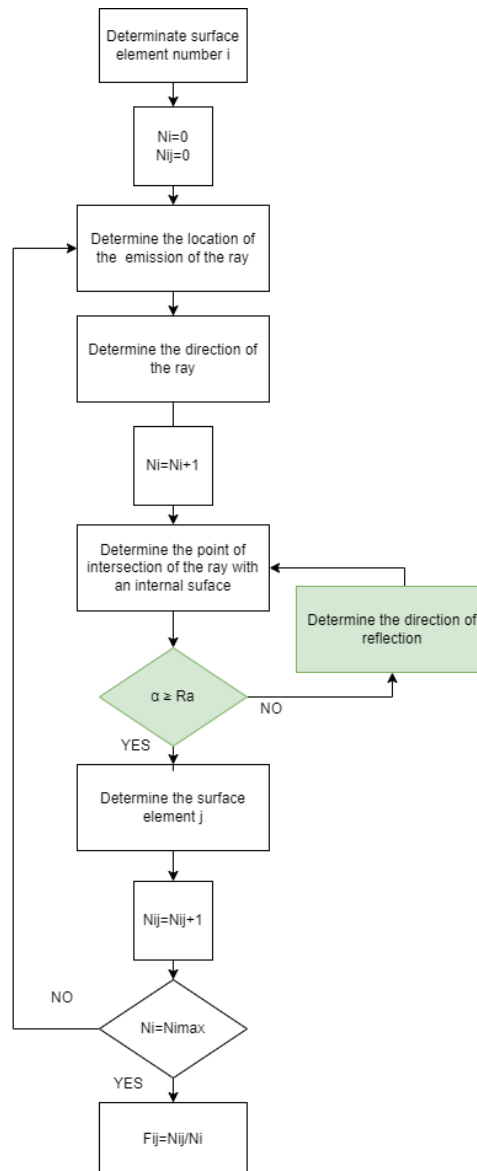 Determinate surface
element number i
Ni=0
Nij=0
Determine the location of
the emission of the ray
Determine the direction of
the ray
Ni=Ni+1
Determine the point of
intersection of the ray with
an internal suface
Determine the direction of
reflection
α ≥ Ra
NO
YES
Determine the surface
element j
Nij=Nij+1
NO
Ni=Nimax
YES
Fij=Nij/Ni